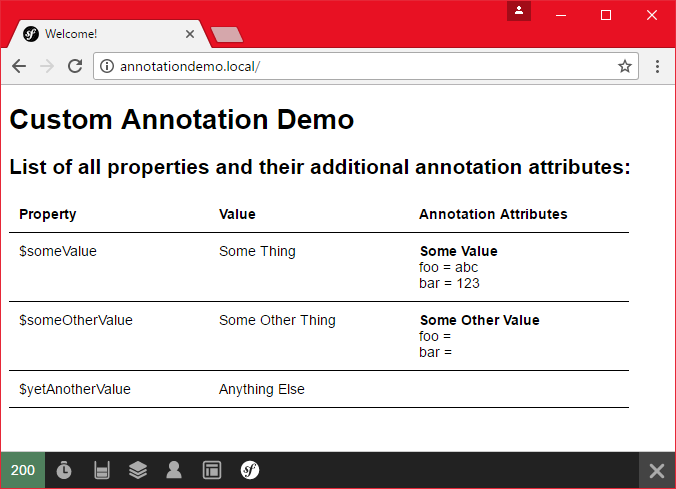 Welcome!
annotationdemo.local/
Custom Annotation Demo
List of all properties and their additional annotation attributes:
Property Value Annotation Attributes
$someValue Some Thing Some Value
foo = abc
bar = 123
$someOtherValue Some Other Thing Some Other Value
foo =
bar =
$yetAnotherValue Anything Else
200